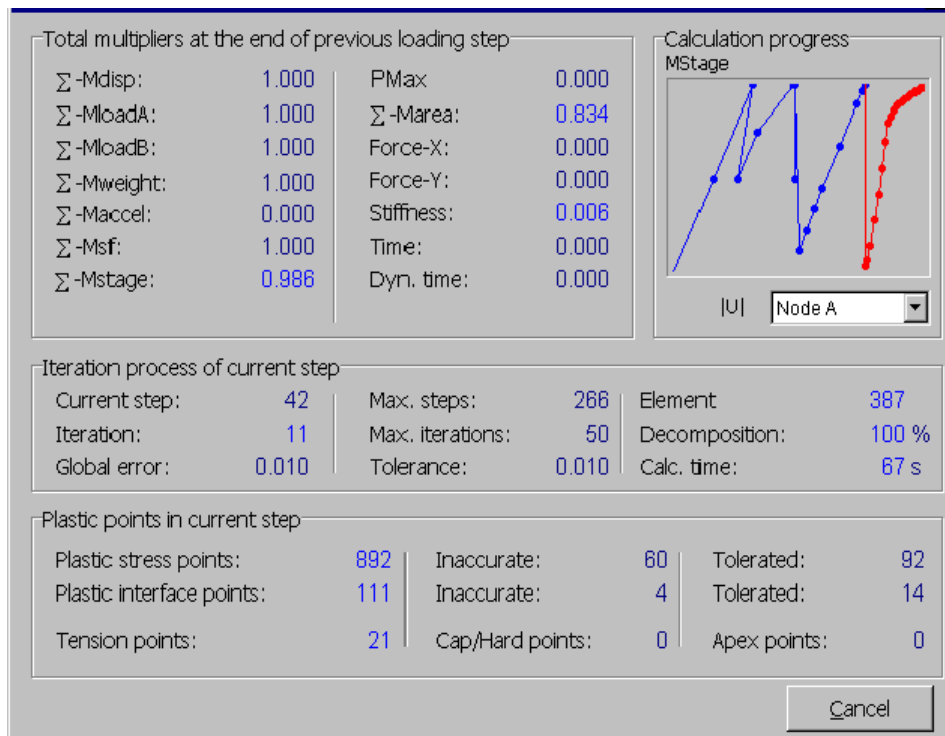 Total multipliers at the end of previous loading step
Σ-Mdisp: 1.000 PMax 0.000
Σ-MloadA: 1.000 Σ-Marea: 0.834
Σ-MloadB: 1.000 Force-X: 0.000
Σ-Mweight: 1.000 Force-Y: 0.000
Σ-Maccel: 0.000 Stiffness: 0.006
Σ-Msf: 1.000 Time: 0.000
Σ-Mstage: 0.986 Dyn. time: 0.000
Calculation progress
MStage
|U| Node A
Iteration process of current step
Current step: 42 Max. steps: 266 Element 387
Iteration: 11 Max. iterations: 50 Decomposition: 100 %
Global error: 0.010 Tolerance: 0.010 Calc. time: 67 s
Plastic points in current step
Plastic stress points: 892 Inaccurate: 60 Tolerated: 92
Plastic interface points: 111 Inaccurate: 4 Tolerated: 14
Tension points: 21 Cap/Hard points: 0 Apex points: 0
Cancel